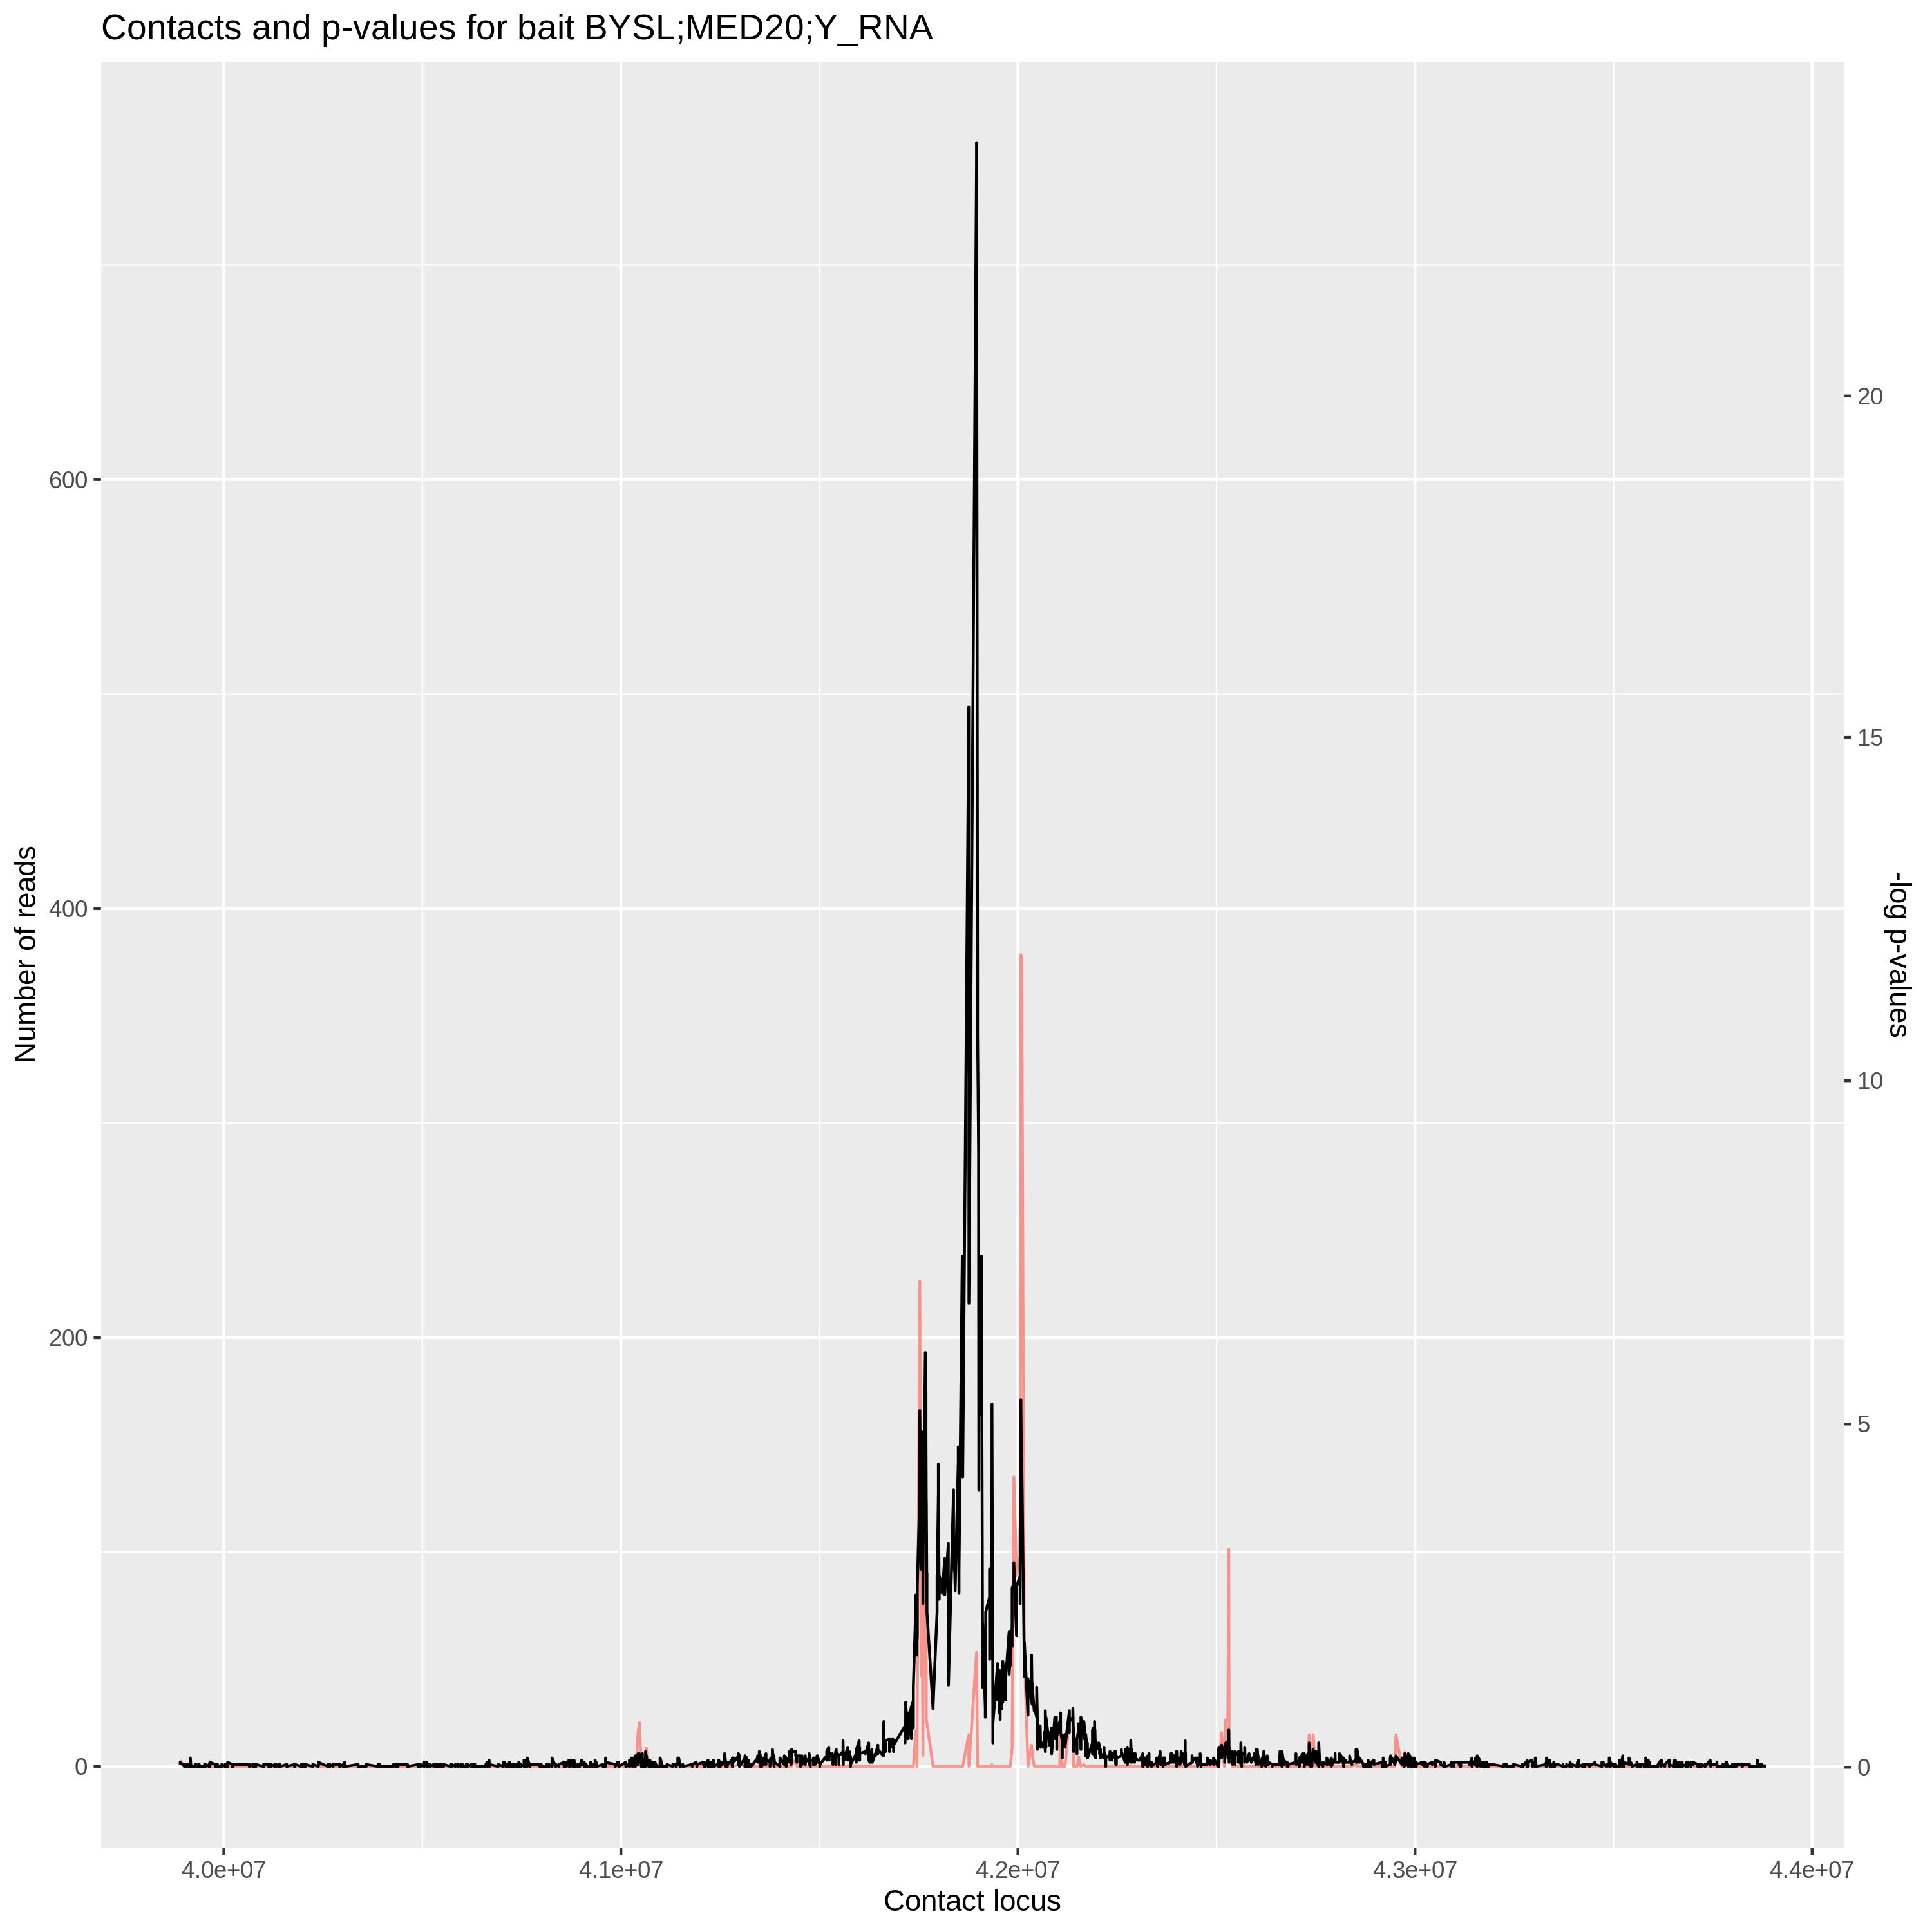 Contacts and p-values for bait BYSL;MED20;Y_RNA
Number of reads
600
400
200
0
20
15
10
5
0
-log p-values
4.0e+07
4.1e+07
4.2e+07
4.3e+07
4.4e+07
Contact locus